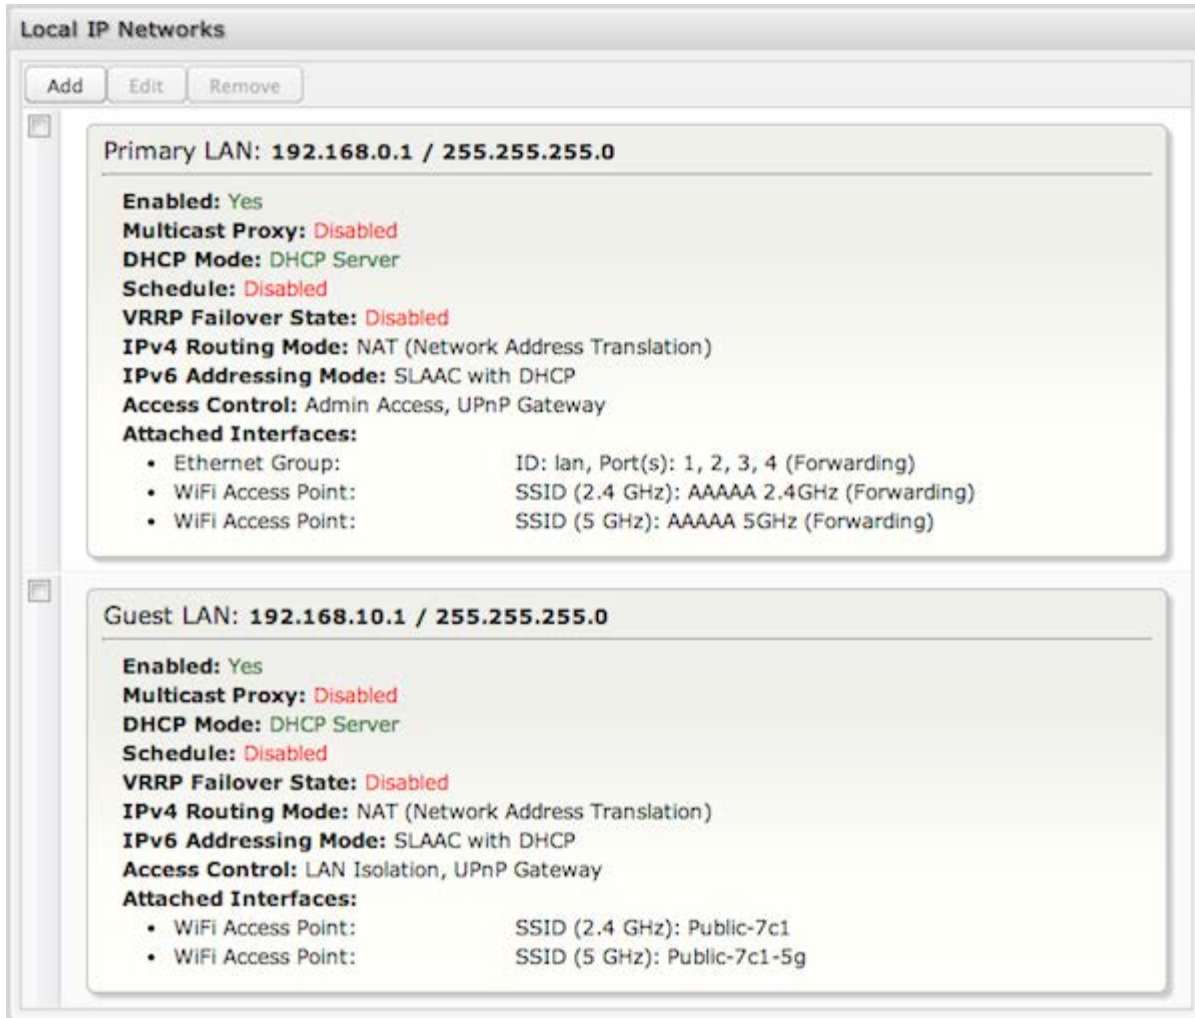 Local IP Networks
Add Edit Remove
Primary LAN: 192.168.0.1 / 255.255.255.0
Enabled: Yes
Multicast Proxy: Disabled
DHCP Mode: DHCP Server
Schedule: Disabled
VRRP Failover State: Disabled
IPv4 Routing Mode: NAT (Network Address Translation)
IPv6 Addressing Mode: SLAAC with DHCP
Access Control: Admin Access, UPnP Gateway
Attached Interfaces:
• Ethernet Group: ID: lan, Port(s): 1, 2, 3, 4 (Forwarding)
• WiFi Access Point: SSID (2.4 GHz): AAAAA 2.4GHz (Forwarding)
• WiFi Access Point: SSID (5 GHz): AAAAA 5GHz (Forwarding)
Guest LAN: 192.168.10.1 / 255.255.255.0
Enabled: Yes
Multicast Proxy: Disabled
DHCP Mode: DHCP Server
Schedule: Disabled
VRRP Failover State: Disabled
IPv4 Routing Mode: NAT (Network Address Translation)
IPv6 Addressing Mode: SLAAC with DHCP
Access Control: LAN Isolation, UPnP Gateway
Attached Interfaces:
• WiFi Access Point: SSID (2.4 GHz): Public-7c1
• WiFi Access Point: SSID (5 GHz): Public-7c1-5g